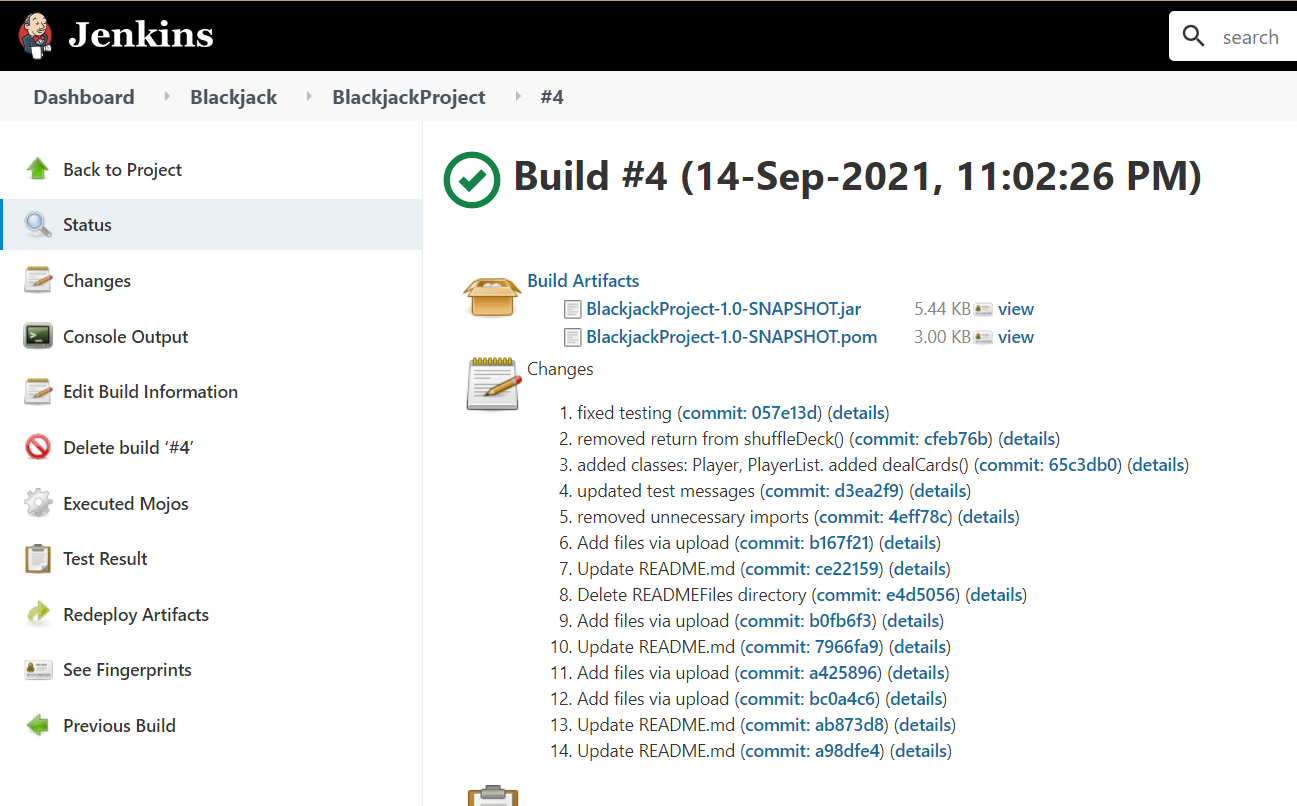 Jenkins
search
Dashboard Blackjack BlackjackProject #4
Back to Project
Status
Changes
Console Output
Edit Build Information
Delete build ‘#4’
Executed Mojos
Test Result
Redeploy Artifacts
See Fingerprints
Previous Build
Build #4 (14-Sep-2021, 11:02:26 PM)
Build Artifacts
BlackjackProject-1.0-SNAPSHOT.jar 5.44 KB view
BlackjackProject-1.0-SNAPSHOT.pom 3.00 KB view
Changes
1. fixed testing (commit: 057e13d) (details)
2. removed return from shuffleDeck() (commit: cfeb76b) (details)
3. added classes: Player, PlayerList. added dealCards() (commit: 65c3db0) (details)
4. updated test messages (commit: d3ea2f9) (details)
5. removed unnecessary imports (commit: 4eff78c) (details)
6. Add files via upload (commit: b167f21) (details)
7. Update README.md (commit: ce22159) (details)
8. Delete READMEFiles directory (commit: e4d5056) (details)
9. Add files via upload (commit: b0fb6f3) (details)
10. Update README.md (commit: 7966fa9) (details)
11. Add files via upload (commit: a425896) (details)
12. Add files via upload (commit: bc0a4c6) (details)
13. Update README.md (commit: ab873d8) (details)
14. Update README.md (commit: a98dfe4) (details)